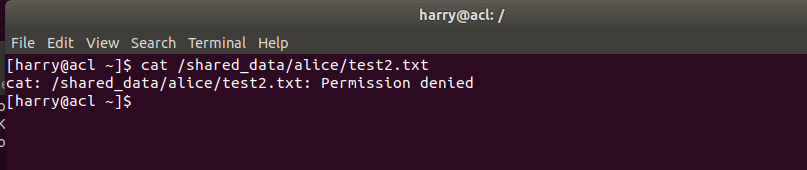 harry@acl: /
File Edit View Search Terminal Help
[harry@acl ~]$ cat /shared_data/alice/test2.txt
cat: /shared_data/alice/test2.txt: Permission denied
[harry@acl ~]$